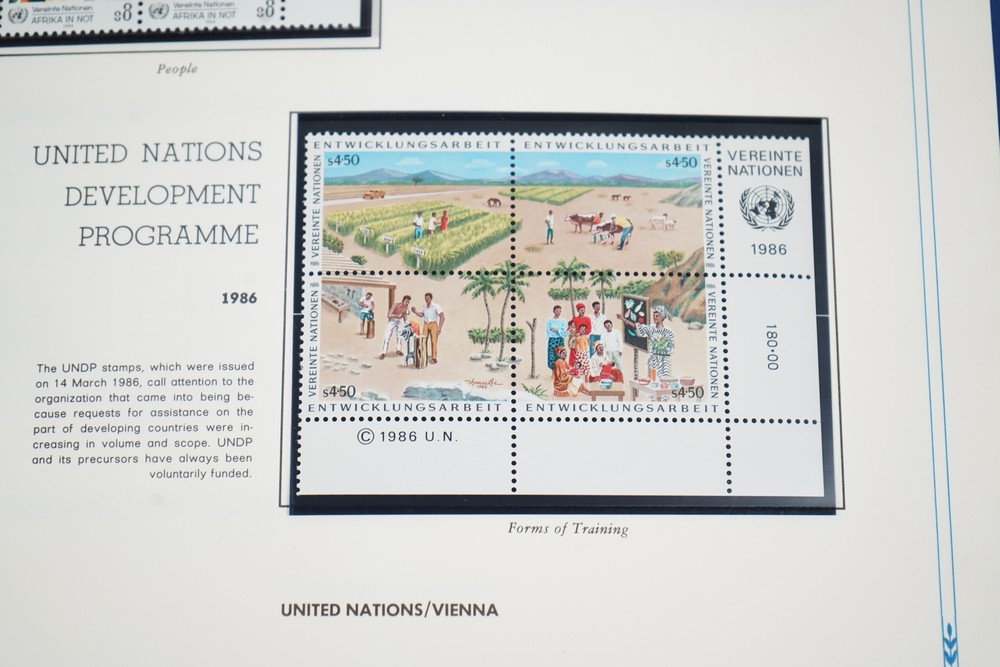 Vereinte Nationen
AFRIKA IN NOT
s8
Vereinte Nationen
AFRIKA IN NOT
s8
People
UNITED NATIONS
DEVELOPMENT
PROGRAMME
1986
The UNDP stamps, which were issued
on 14 March 1986, call attention to the
organization that came into being be-
cause requests for assistance on the
part of developing countries were in-
creasing in volume and scope. UNDP
and its precursors have always been
voluntarily funded.
ENTWICKLUNGSARBEIT
s4·50
VEREINTE NATIONEN
ENTWICKLUNGSARBEIT
s4·50
VEREINTE NATIONEN
VEREINTE
NATIONEN
1986
VEREINTE NATIONEN
s4·50
ENTWICKLUNGSARBEIT
VEREINTE NATIONEN
s4·50
ENTWICKLUNGSARBEIT
180·00
© 1986 U.N.
Forms of Training
UNITED NATIONS/VIENNA